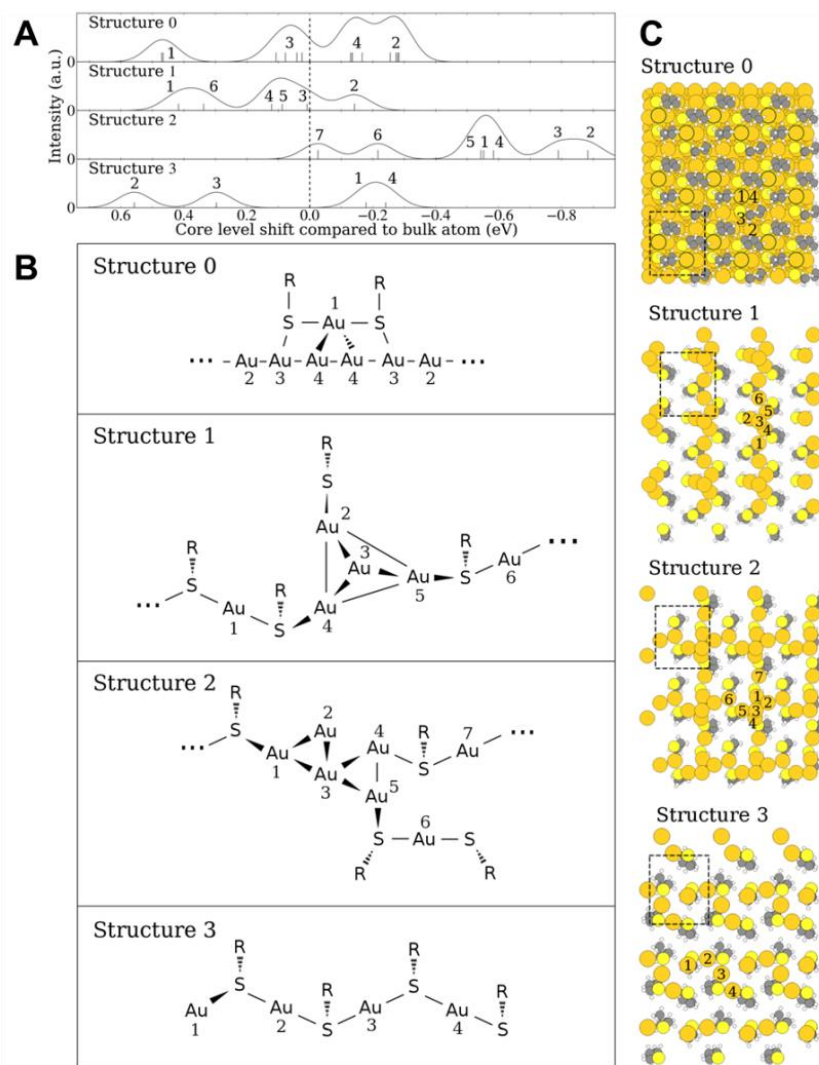 A
Structure 0
1 3 4 2
0
Structure 1
1 6 4 5 3 2
0
Structure 2
7 6 5 1 4 3 2
0
Structure 3
2 3 1 4
0
0.6 0.4 0.2 0.0 −0.2 −0.4 −0.6 −0.8
Core level shift compared to bulk atom (eV)
Intensity (a.u.)
B
Structure 0
R R
1
S Au S
... Au Au Au Au Au Au ...
2 3 4 4 3 2
Structure 1
R
S
Au
2
R 3 R Au ...
Au S 6
S R Au
... Au Au 5
1 S 4
Structure 2
R 2
S Au 4 R 7 ...
... Au Au Au
Au Au S
1 3 Au 5
6
S Au S
R R
Structure 3
R R
S R S R
Au Au Au Au
1 2 S 3 4 S
C
Structure 0
1 4
3
2
Structure 1
6
5
2 3
4
1
Structure 2
7
1
6 2
5 3
4
Structure 3
2
1
3
4